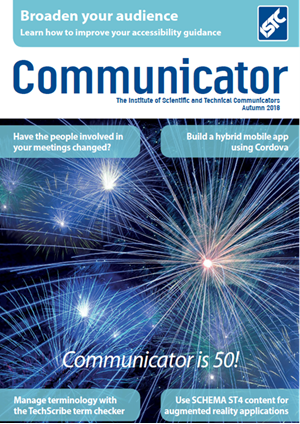 Broaden your audience
Learn how to improve your accessibility guidance
ISTC
Communicator
The Institute of Scientific and Technical Communicators
Autumn 2018
Have the people involved in
your meetings changed?
Build a hybrid mobile app
using Cordova
Communicator is 50!
Manage terminology with
the TechScribe term checker
Use SCHEMA ST4 content for
augmented reality applications